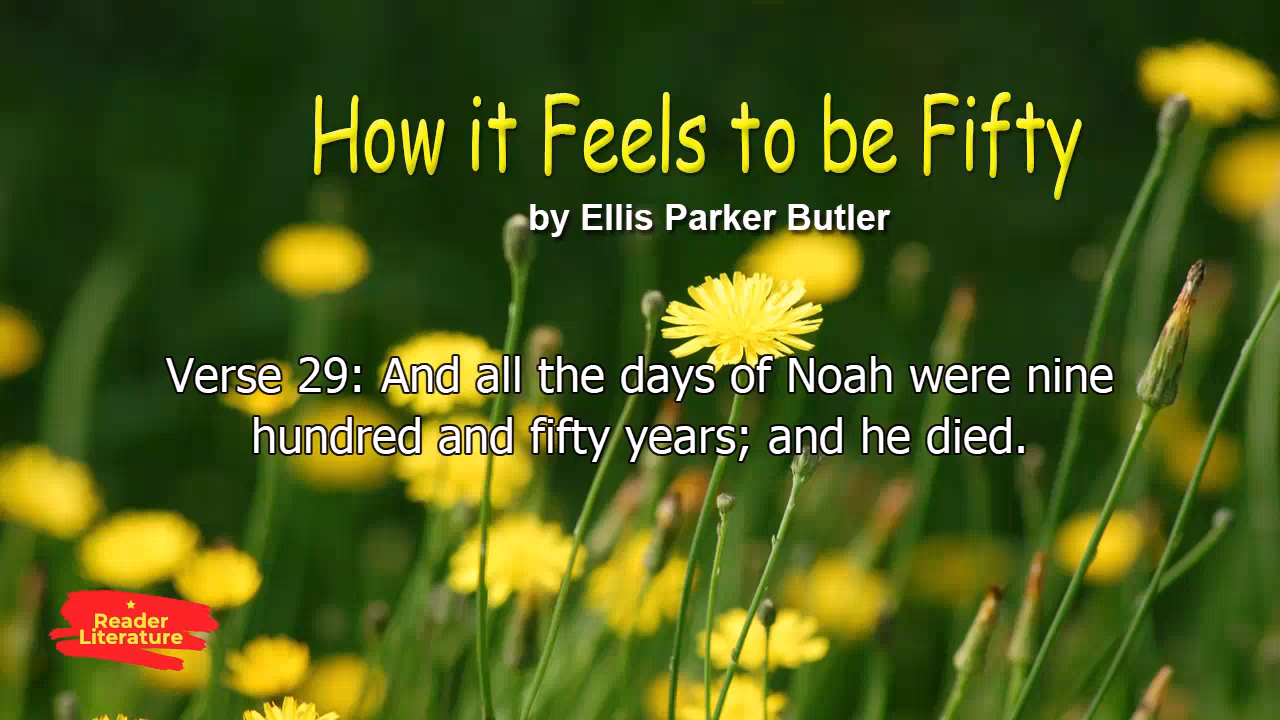 How it Feels to be Fifty
by Ellis Parker Butler
Verse 29: And all the days of Noah were nine
hundred and fifty years; and he died.
Reader
Literature